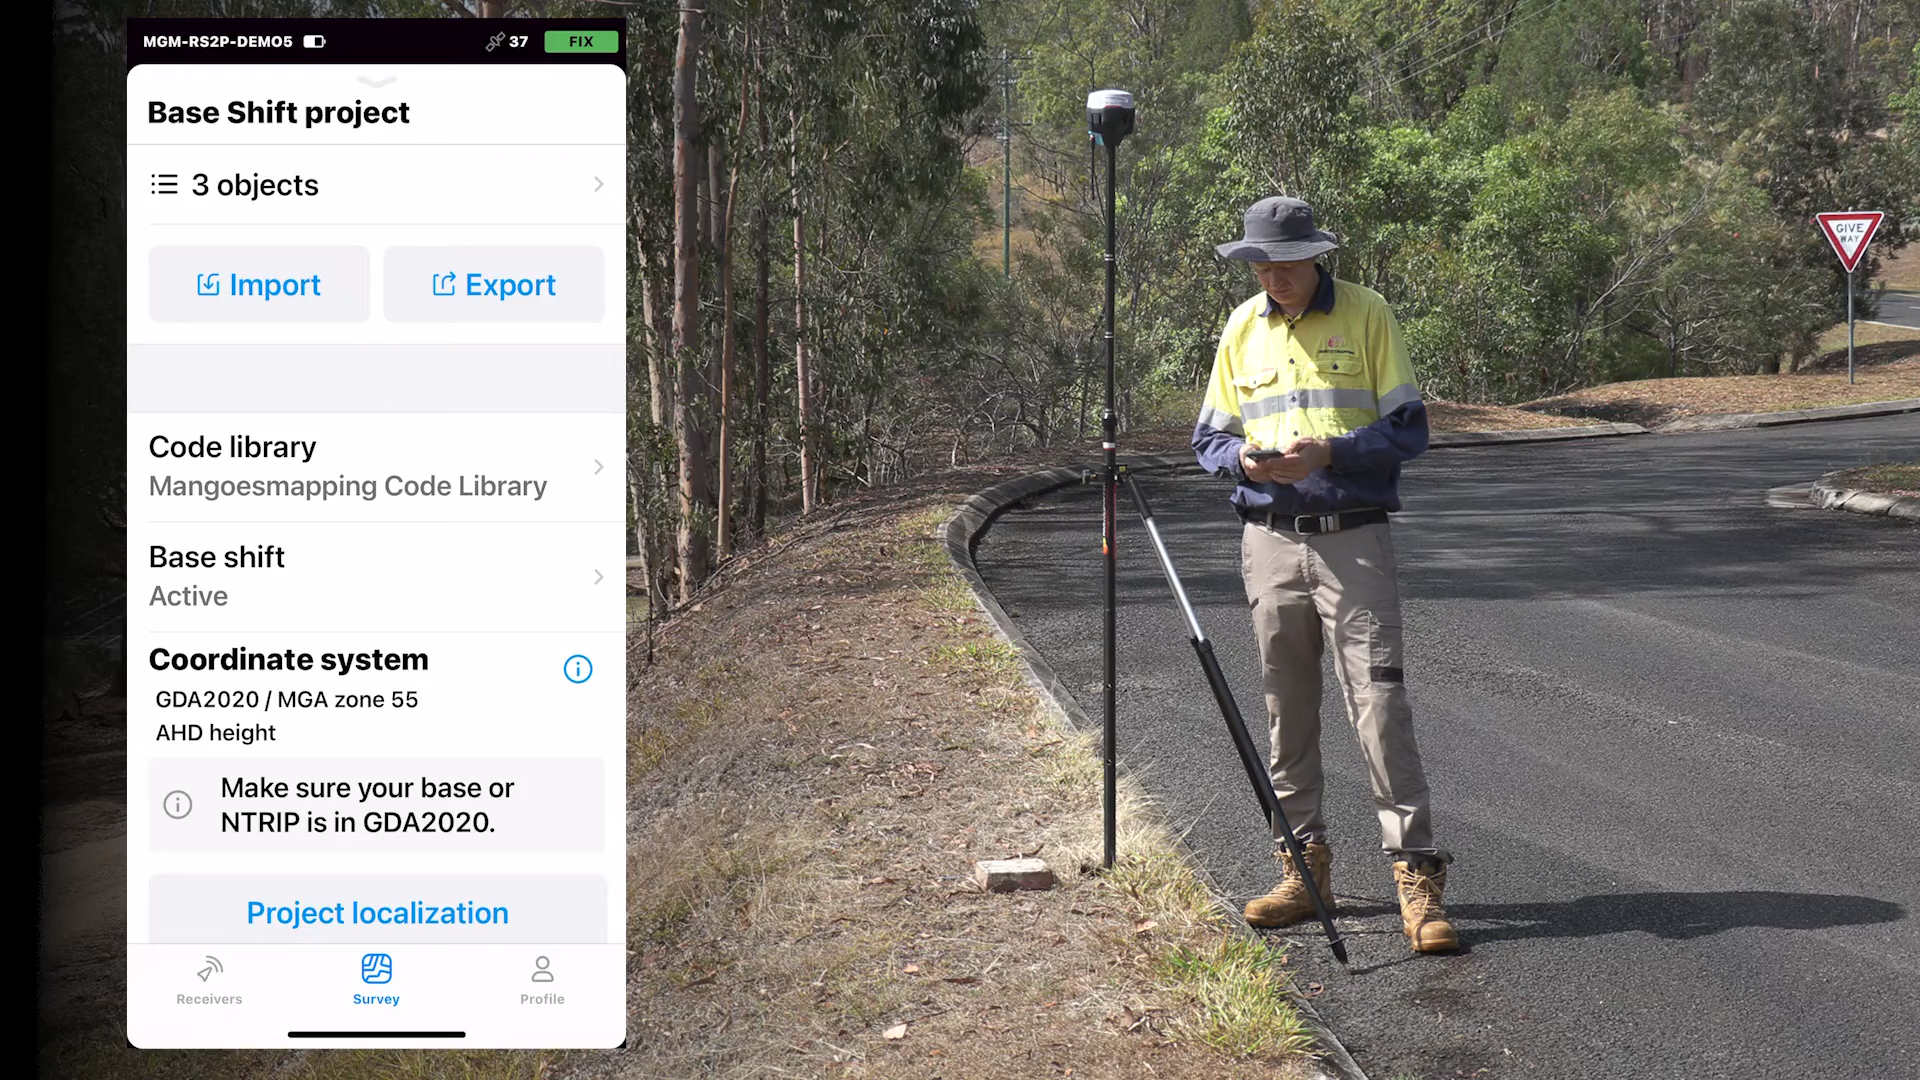 MGM-RS2P-DEMO5
37
FIX
Base Shift project
3 objects
Import
Export
Code library
Mangoesmapping Code Library
Base shift
Active
Coordinate system
GDA2020 / MGA zone 55
AHD height
Make sure your base or
NTRIP is in GDA2020.
Project localization
Receivers
Survey
Profile
GIVE
WAY